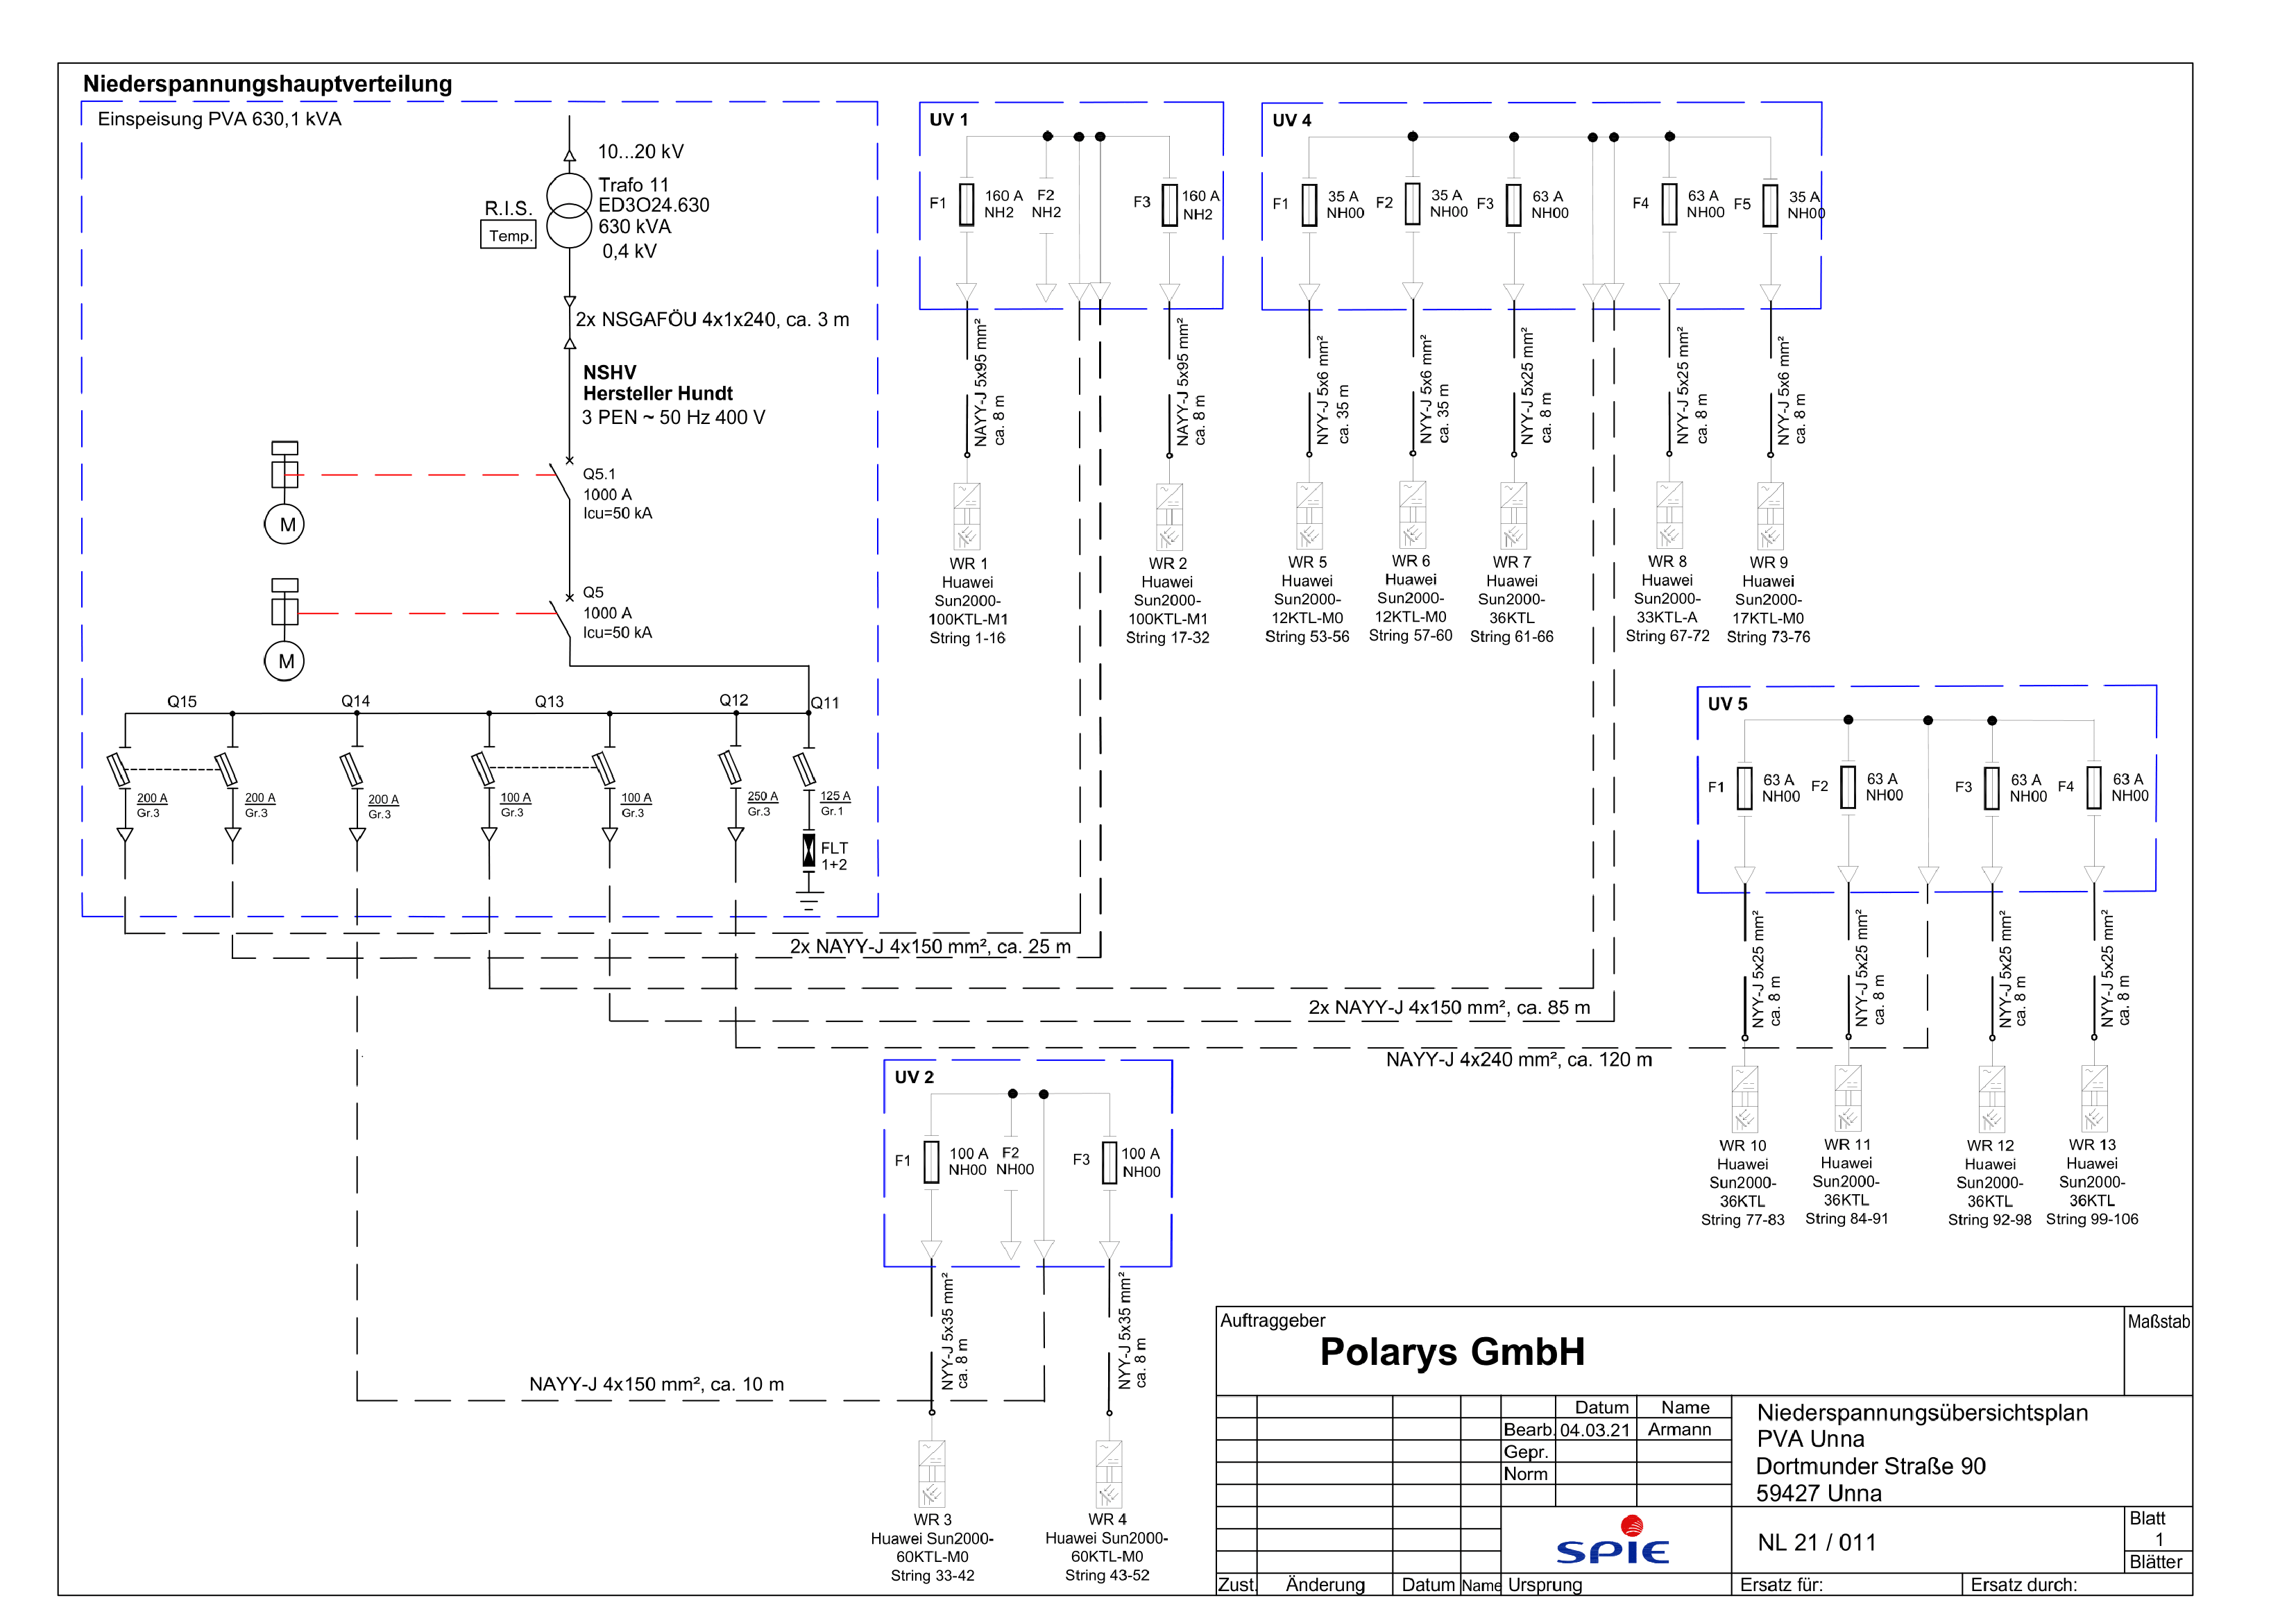 Niederspannungshauptverteilung
Einspeisung PVA 630,1 kVA
10...20 kV
Trafo 11
ED3O24.630
630 kVA
0,4 kV
R.I.S.
Temp.
2x NSGAFÖU 4x1x240, ca. 3 m
NSHV
Hersteller Hundt
3 PEN ~ 50 Hz 400 V
Q5.1
1000 A
Icu=50 kA
M
Q5
1000 A
Icu=50 kA
M
Q15
Q14
Q13
Q12
Q11
200 A
Gr.3
200 A
Gr.3
200 A
Gr.3
100 A
Gr.3
100 A
Gr.3
250 A
Gr.3
125 A
Gr.1
FLT
1+2
2x NAYY-J 4x150 mm², ca. 25 m
2x NAYY-J 4x150 mm², ca. 85 m
NAYY-J 4x240 mm², ca. 120 m
NAYY-J 4x150 mm², ca. 10 m
UV 1
F1
160 A
NH2
F2
NH2
F3
160 A
NH2
NAYY-J 5x95 mm²
ca. 8 m
NAYY-J 5x95 mm²
ca. 8 m
WR 1
Huawei
Sun2000-
100KTL-M1
String 1-16
WR 2
Huawei
Sun2000-
100KTL-M1
String 17-32
UV 4
F1
35 A
NH00
F2
35 A
NH00
F3
63 A
NH00
F4
63 A
NH00
F5
35 A
NH00
NYY-J 5x6 mm²
ca. 35 m
NYY-J 5x6 mm²
ca. 35 m
NYY-J 5x25 mm²
ca. 8 m
NYY-J 5x25 mm²
ca. 8 m
NYY-J 5x6 mm²
ca. 8 m
WR 5
Huawei
Sun2000-
12KTL-M0
String 53-56
WR 6
Huawei
Sun2000-
12KTL-M0
String 57-60
WR 7
Huawei
Sun2000-
36KTL
String 61-66
WR 8
Huawei
Sun2000-
33KTL-A
String 67-72
WR 9
Huawei
Sun2000-
17KTL-M0
String 73-76
UV 5
F1
63 A
NH00
F2
63 A
NH00
F3
63 A
NH00
F4
63 A
NH00
NYY-J 5x25 mm²
ca. 8 m
NYY-J 5x25 mm²
ca. 8 m
NYY-J 5x25 mm²
ca. 8 m
NYY-J 5x25 mm²
ca. 8 m
WR 10
Huawei
Sun2000-
36KTL
String 77-83
WR 11
Huawei
Sun2000-
36KTL
String 84-91
WR 12
Huawei
Sun2000-
36KTL
String 92-98
WR 13
Huawei
Sun2000-
36KTL
String 99-106
UV 2
F1
100 A
NH00
F2
NH00
F3
100 A
NH00
NYY-J 5x35 mm²
ca. 8 m
NYY-J 5x35 mm²
ca. 8 m
WR 3
Huawei Sun2000-
60KTL-M0
String 33-42
WR 4
Huawei Sun2000-
60KTL-M0
String 43-52
Auftraggeber
Polarys GmbH
Maßstab
Datum Name
Bearb. 04.03.21 Armann
Gepr.
Norm
Niederspannungsübersichtsplan
PVA Unna
Dortmunder Straße 90
59427 Unna
SPIE
NL 21 / 011
Blatt
1
Blätter
Zust. Änderung Datum Name Ursprung Ersatz für: Ersatz durch: